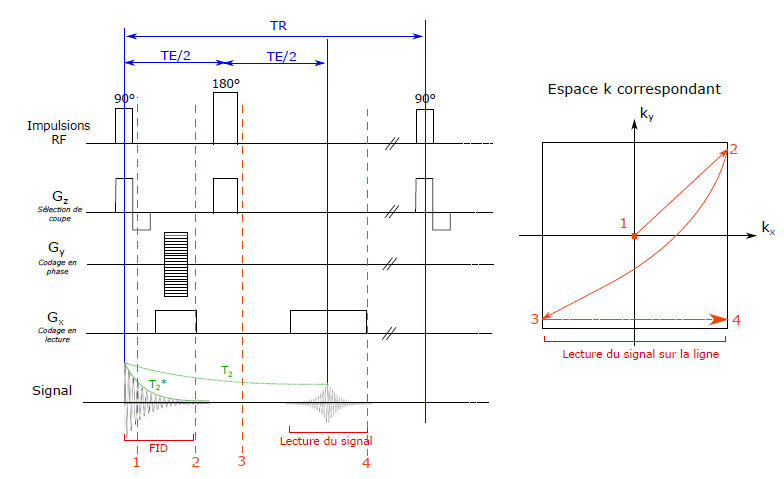 TR
TE/2
TE/2
90°
180°
90°
Impulsions
RF
Gz
Sélection de
coupe
Gy
Codage en
phase
Gx
Codage en
lecture
Signal
T2*
T2
FID
Lecture du signal
1
2
3
4
Espace k correspondant
ky
2
1
kx
3
4
Lecture du signal sur la ligne